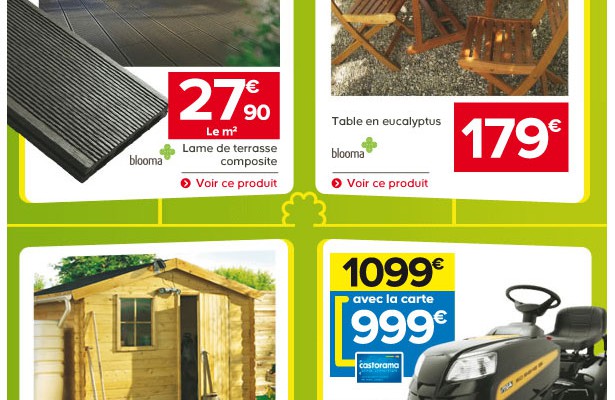 27€90
Le m²
Lame de terrasse
composite
blooma
Voir ce produit
Table en eucalyptus
blooma
179€
Voir ce produit
1099€
avec la carte
999€
castorama